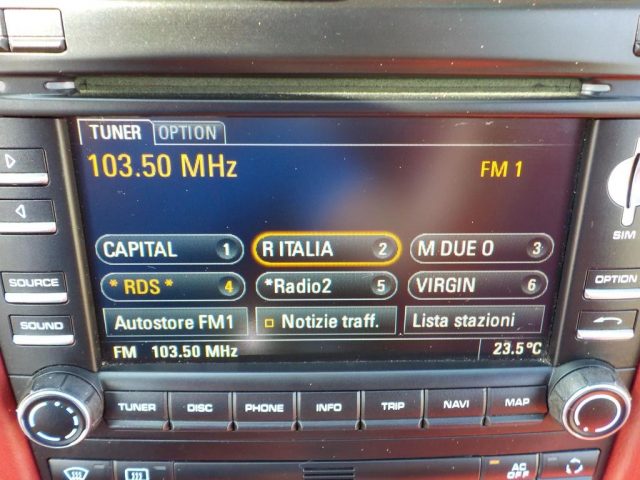 TUNER OPTION
103.50 MHz FM 1
CAPITAL 1 R ITALIA 2 M DUE O 3
* RDS * 4 *Radio2 5 VIRGIN 6
Autostore FM1 Notizie traff. Lista stazioni
FM 103.50 MHz 23.5°C
SIM
SOURCE
OPTION
SOUND
TUNER DISC PHONE INFO TRIP NAVI MAP
AC OFF